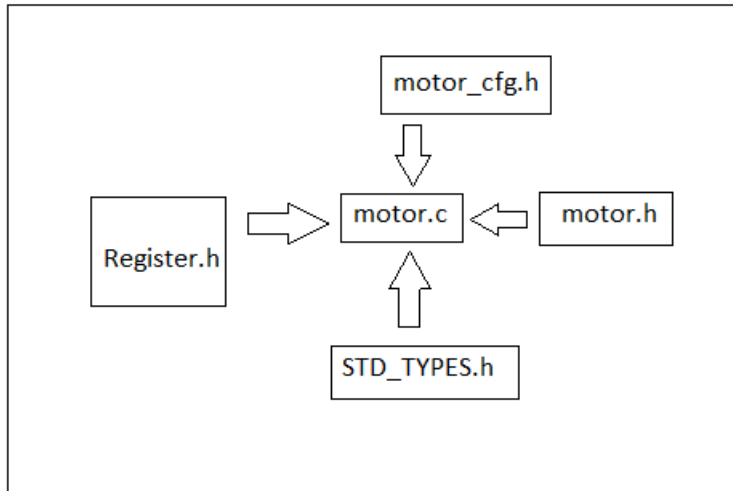 motor_cfg.h
motor.c
motor.h
Register.h
STD_TYPES.h